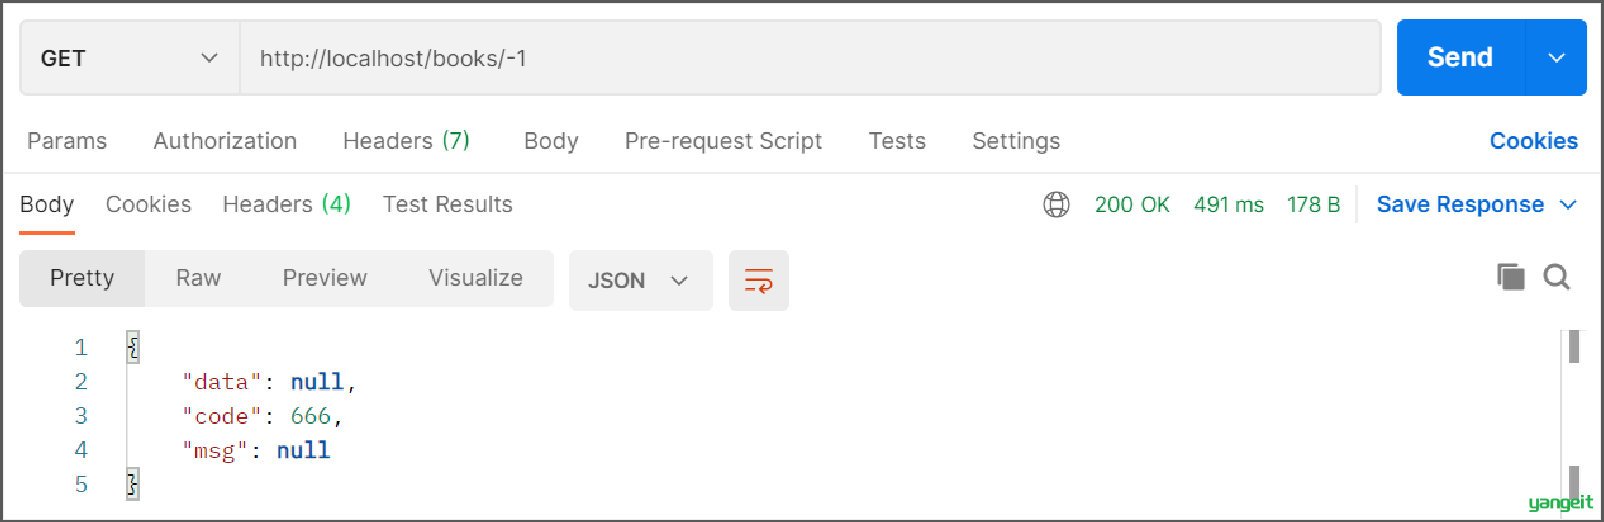 GET http://localhost/books/-1 Send
Params Authorization Headers (7) Body Pre-request Script Tests Settings Cookies
Body Cookies Headers (4) Test Results 200 OK 491 ms 178 B Save Response
Pretty Raw Preview Visualize JSON
1 {
2 "data": null,
3 "code": 666,
4 "msg": null
5 }
yangeit